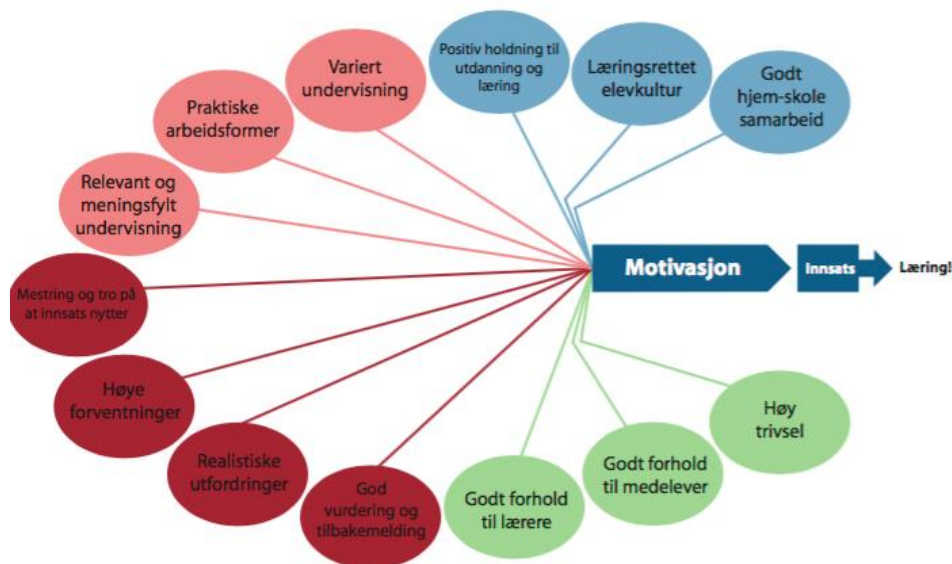 Positiv holdning til
utdanning og
læring
Læringsrettet
elevkultur
Godt
hjem-skole
samarbeid
Variert
undervisning
Praktiske
arbeidsformer
Relevant og
meningsfylt
undervisning
Mestring og tro på
at innsats nytter
Høye
forventninger
Realistiske
utfordringer
God
vurdering og
tilbakemelding
Godt forhold
til lærere
Godt forhold
til medelever
Høy
trivsel
Motivasjon
Innsats
Læring!